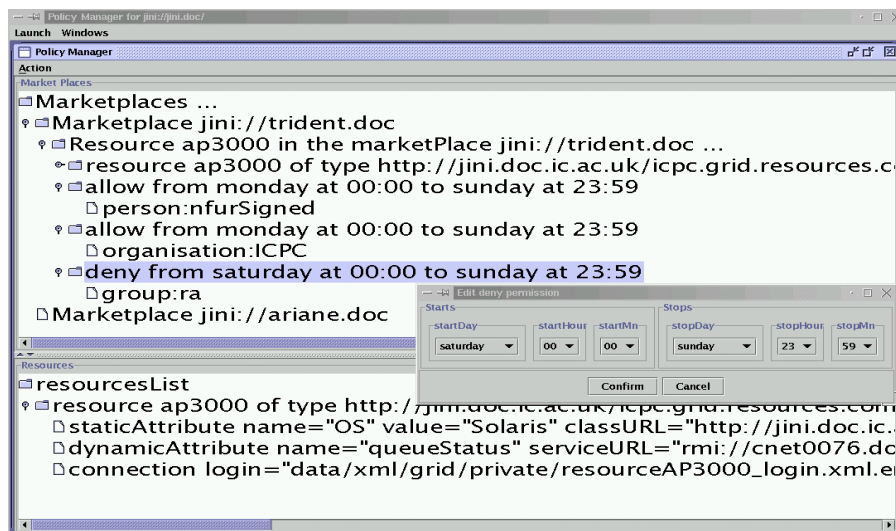 Policy Manager for jini://jini.doc/
Launch Windows
Policy Manager
Action
Market Places
Marketplaces ...
Marketplace jini://trident.doc
Resource ap3000 in the marketPlace jini://trident.doc ...
resource ap3000 of type http://jini.doc.ic.ac.uk/icpc.grid.resources.c
allow from monday at 00:00 to sunday at 23:59
person:nfurSigned
allow from monday at 00:00 to sunday at 23:59
organisation:ICPC
deny from saturday at 00:00 to sunday at 23:59
group:ra
Marketplace jini://ariane.doc
Edit deny permission
Starts Stops
startDay startHour startMn stopDay stopHour stopMn
saturday 00 00 sunday 23 59
Confirm Cancel
Resources
resourcesList
resource ap3000 of type http://jini.doc.ic.ac.uk/icpc.grid.resources.com
staticAttribute name="OS" value="Solaris" classURL="http://jini.doc.ic.
dynamicAttribute name="queueStatus" serviceURL="rmi://cnet0076.do
connection login="data/xml/grid/private/resourceAP3000_login.xml.e